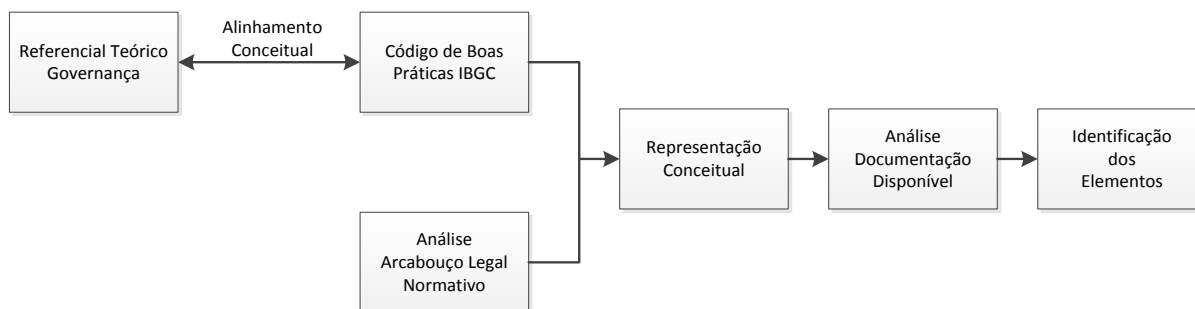 Referencial Teórico
Governança
Alinhamento
Conceitual
Código de Boas
Práticas IBGC
Análise
Arcabouço Legal
Normativo
Representação
Conceitual
Análise
Documentação
Disponível
Identificação
dos
Elementos